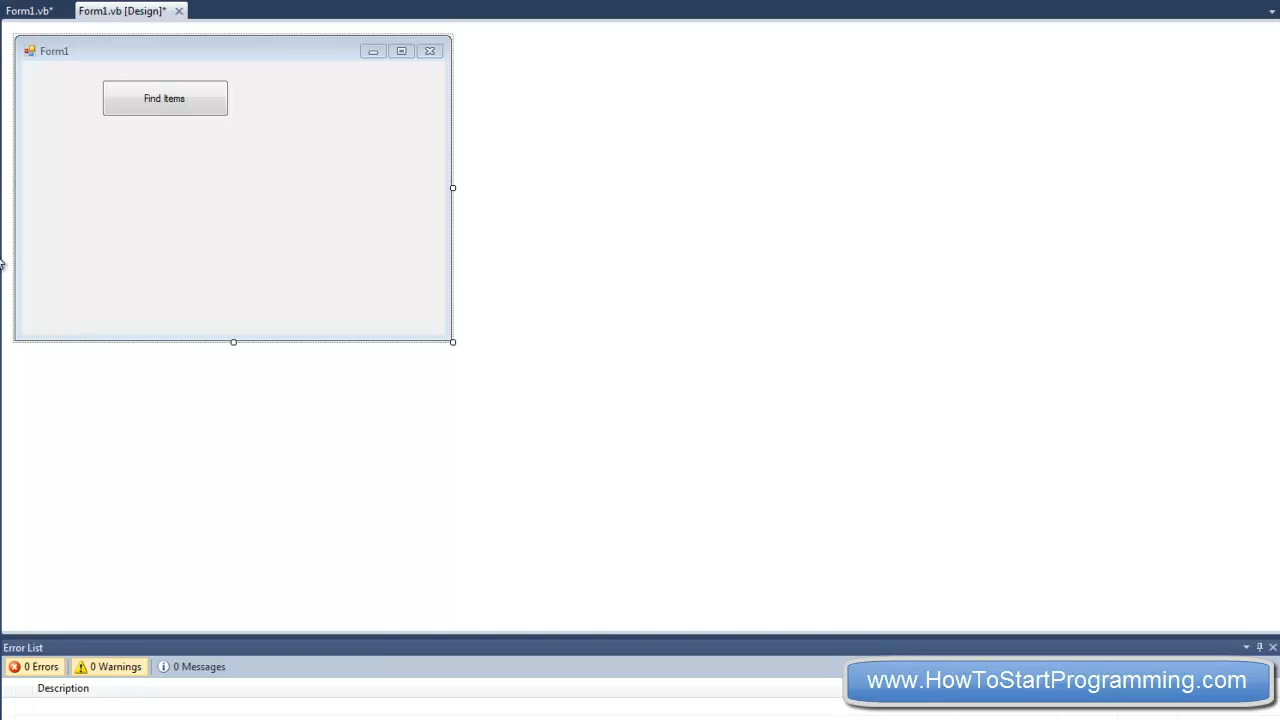 Form1.vb*
Form1.vb [Design]*
Form1
Find Items
Error List
0 Errors
0 Warnings
0 Messages
Description
www.HowToStartProgramming.com